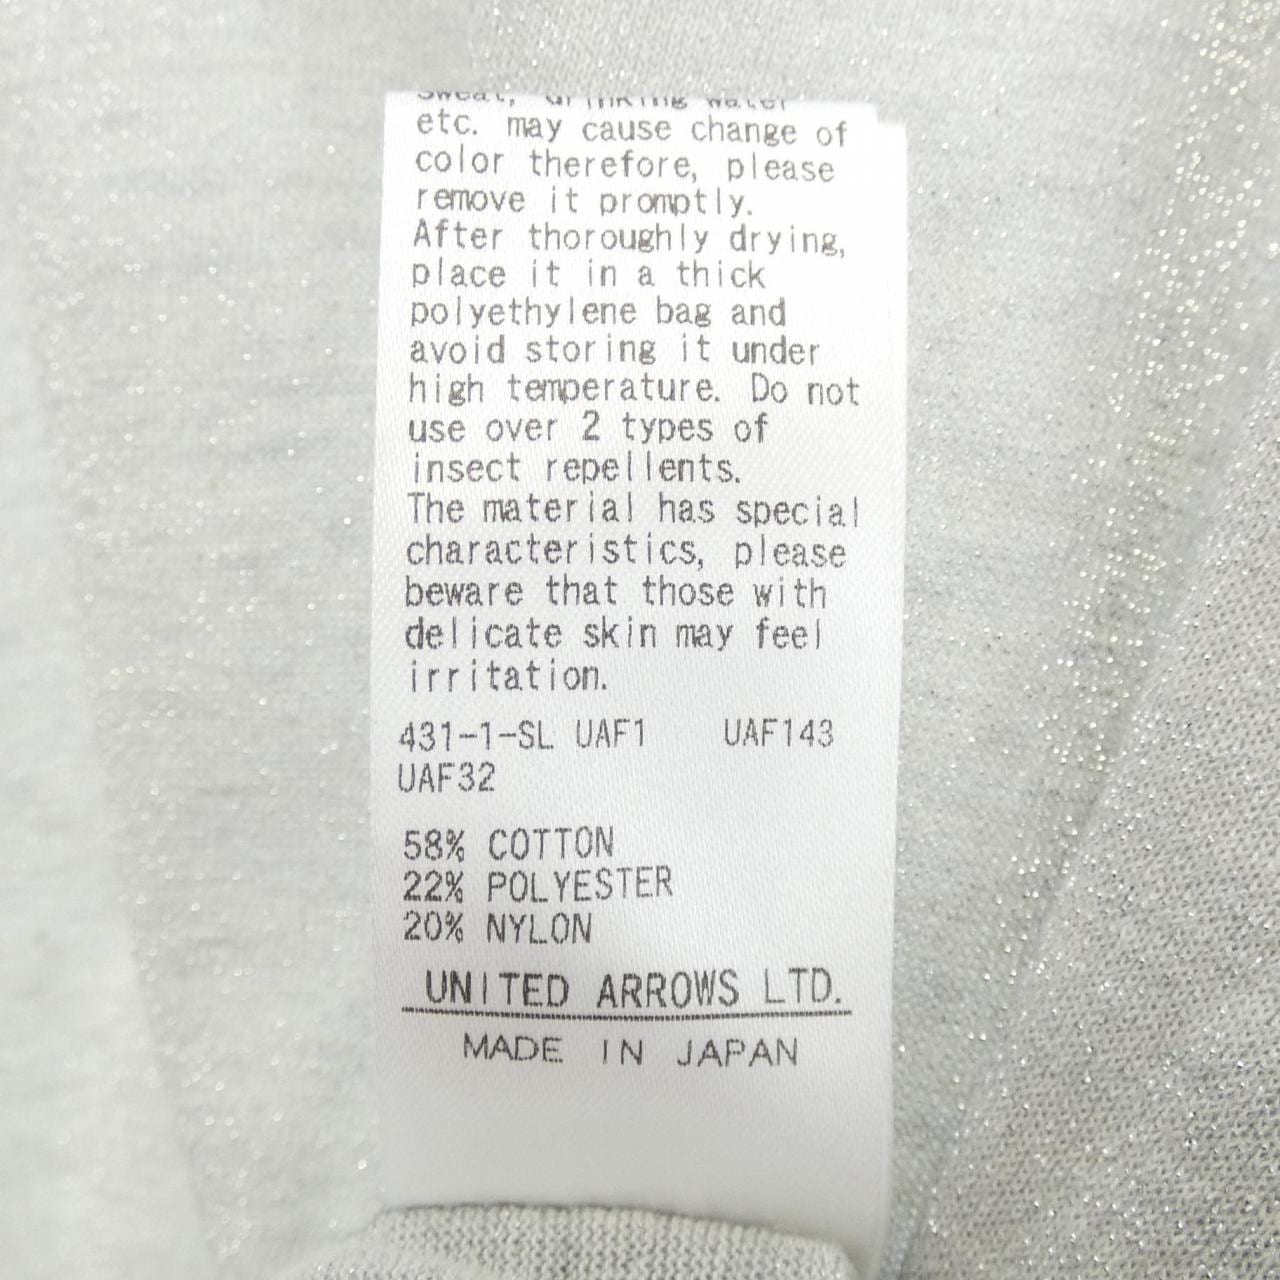 sweat, drinking water
etc. may cause change of
color therefore, please
remove it promptly.
After thoroughly drying,
place it in a thick
polyethylene bag and
avoid storing it under
high temperature. Do not
use over 2 types of
insect repellents.
The material has special
characteristics, please
beware that those with
delicate skin may feel
irritation.
431-1-SL UAF1 UAF143
UAF32
58% COTTON
22% POLYESTER
20% NYLON
UNITED ARROWS LTD.
MADE IN JAPAN